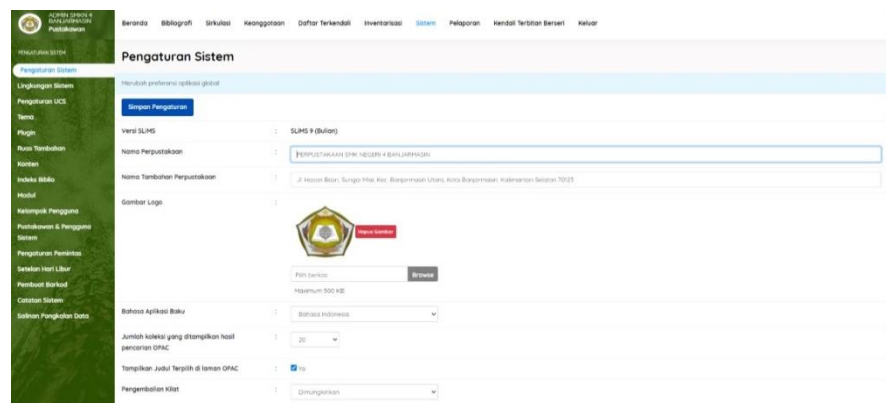 ADMIN SMKN 4
BANJARMASIN
Pustakawan
Beranda Bibliografi Sirkulasi Keanggotaan Daftar Terkendali Inventarisasi Sistem Pelaporan Kendali Terbitan Berseri Keluar
PENGATURAN SISTEM
Pengaturan Sistem
Lingkungan Sistem
Pengaturan UCS
Tema
Plugin
Ruas Tambahan
Konten
Indeks Biblio
Modul
Kelompok Pengguna
Pustakawan & Pengguna
Sistem
Pengaturan Pemintas
Setelan Hari Libur
Pembuat Barkod
Catatan Sistem
Salinan Pangkalan Data
Pengaturan Sistem
Merubah preferensi aplikasi global
Simpan Pengaturan
Versi SLiMS : SLiMS 9 (Bulian)
Nama Perpustakaan : PERPUSTAKAAN SMK NEGERI 4 BANJARMASIN
Nama Tambahan Perpustakaan : Jl. Hasan Basri, Sungai Miai, Kec. Banjarmasin Utara, Kota Banjarmasin, Kalimantan Selatan 70123
Gambar Logo :
Hapus Gambar
Pilih berkas Browse
Maximum 500 KB
Bahasa Aplikasi Baku : Bahasa Indonesia
Jumlah koleksi yang ditampilkan hasil : 20
pencarian OPAC
Tampilkan Judul Terpilih di laman OPAC : Ya
Pengembalian Kilat : Dimungkinkan